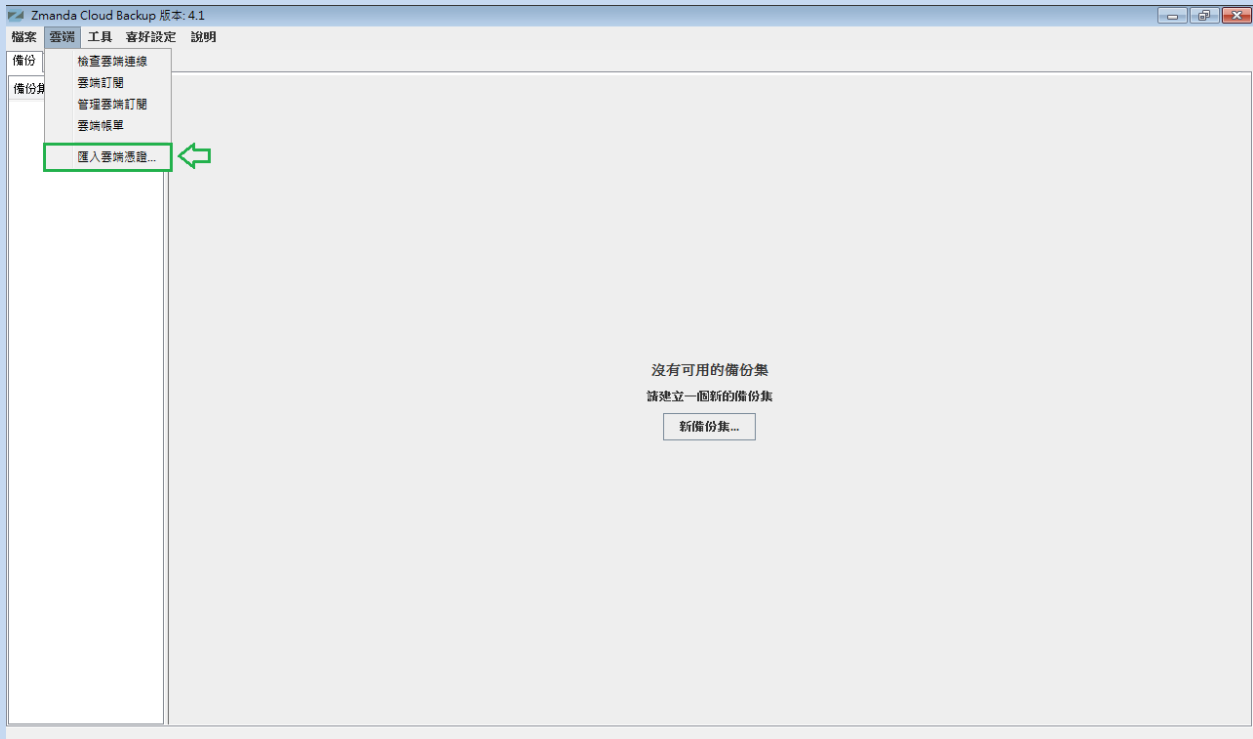 Zmanda Cloud Backup 版本: 4.1
檔案 雲端 工具 喜好設定 說明
備份
檢查雲端連線
備份集
雲端訂閱
管理雲端訂閱
雲端帳單
匯入雲端憑證...
沒有可用的備份集
請建立一個新的備份集
新備份集...